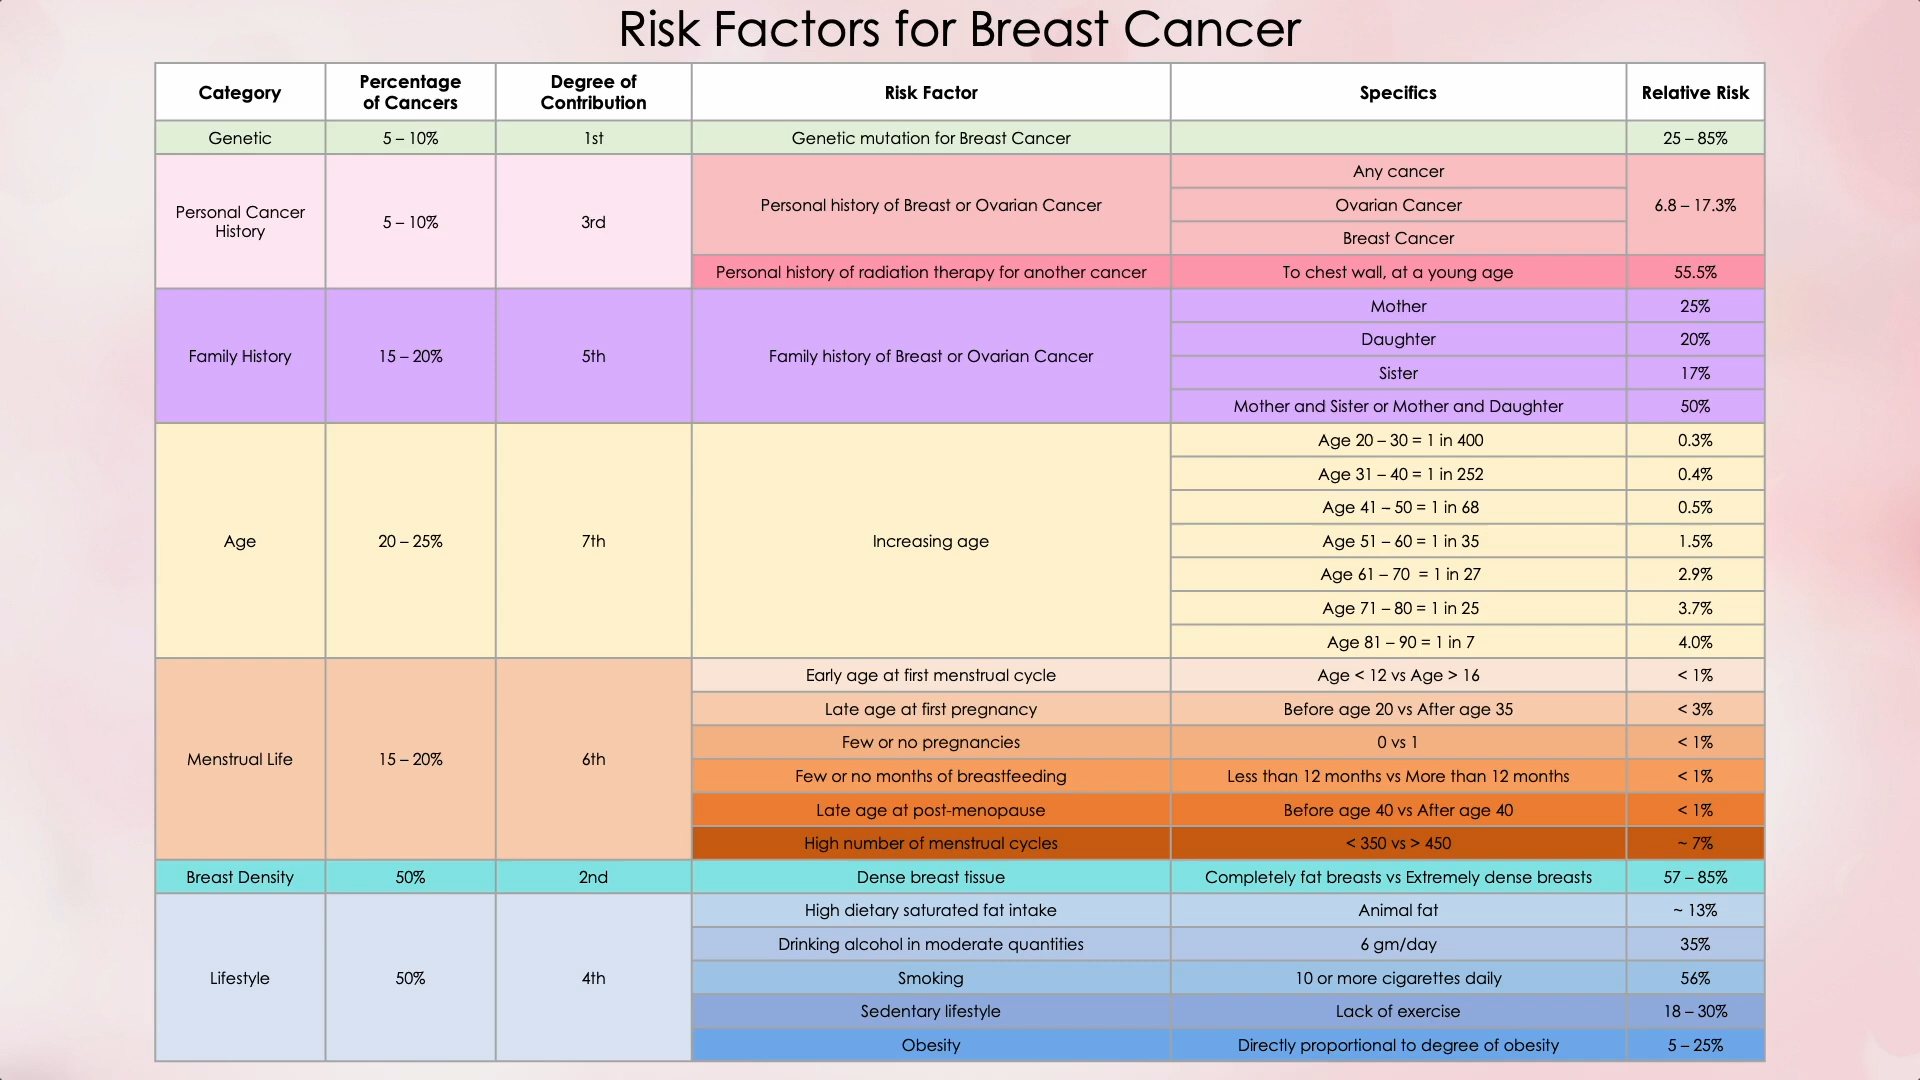 Risk Factors for Breast Cancer
Category
Percentage
of Cancers
Degree of
Contribution
Risk Factor
Specifics
Relative Risk
Genetic
5 – 10%
1st
Genetic mutation for Breast Cancer
25 – 85%
Personal Cancer
History
5 – 10%
3rd
Personal history of Breast or Ovarian Cancer
Any cancer
Ovarian Cancer
Breast Cancer
6.8 – 17.3%
Personal history of radiation therapy for another cancer
To chest wall, at a young age
55.5%
Family History
15 – 20%
5th
Family history of Breast or Ovarian Cancer
Mother
25%
Daughter
20%
Sister
17%
Mother and Sister or Mother and Daughter
50%
Age
20 – 25%
7th
Increasing age
Age 20 – 30 = 1 in 400
0.3%
Age 31 – 40 = 1 in 252
0.4%
Age 41 – 50 = 1 in 68
0.5%
Age 51 – 60 = 1 in 35
1.5%
Age 61 – 70  = 1 in 27
2.9%
Age 71 – 80 = 1 in 25
3.7%
Age 81 – 90 = 1 in 7
4.0%
Menstrual Life
15 – 20%
6th
Early age at first menstrual cycle
Age < 12 vs Age > 16
< 1%
Late age at first pregnancy
Before age 20 vs After age 35
< 3%
Few or no pregnancies
0 vs 1
< 1%
Few or no months of breastfeeding
Less than 12 months vs More than 12 months
< 1%
Late age at post-menopause
Before age 40 vs After age 40
< 1%
High number of menstrual cycles
< 350 vs > 450
~ 7%
Breast Density
50%
2nd
Dense breast tissue
Completely fat breasts vs Extremely dense breasts
57 – 85%
Lifestyle
50%
4th
High dietary saturated fat intake
Animal fat
~ 13%
Drinking alcohol in moderate quantities
6 gm/day
35%
Smoking
10 or more cigarettes daily
56%
Sedentary lifestyle
Lack of exercise
18 – 30%
Obesity
Directly proportional to degree of obesity
5 – 25%